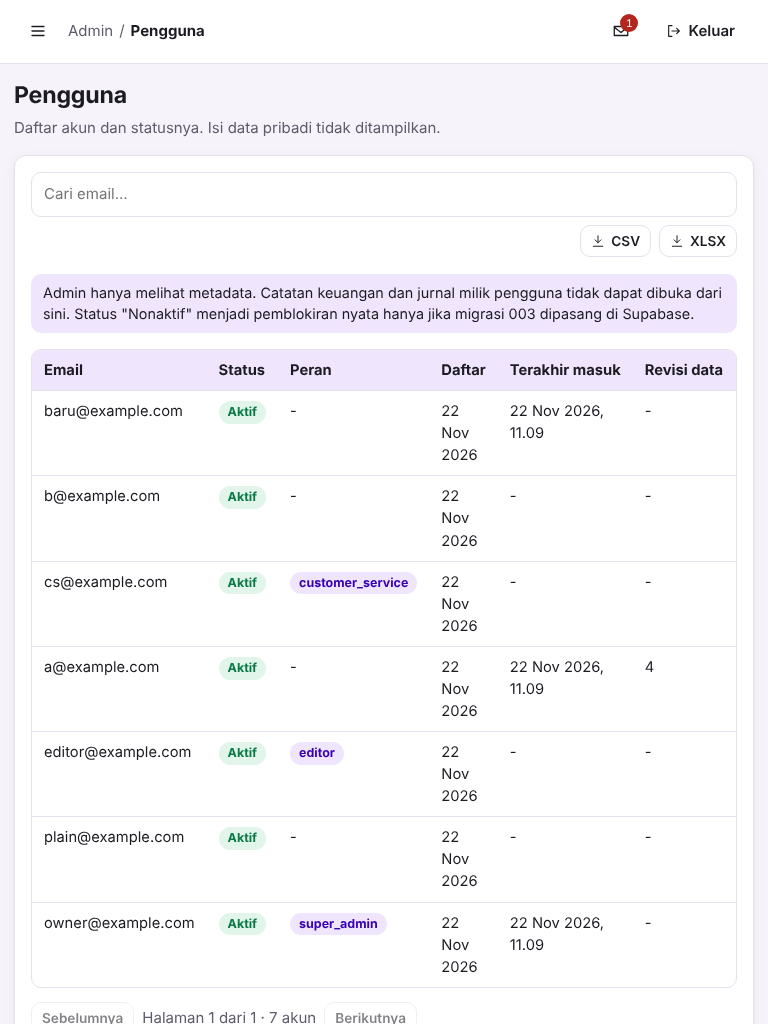 Admin / Pengguna
1
Keluar
Pengguna
Daftar akun dan statusnya. Isi data pribadi tidak ditampilkan.
Cari email...
CSV
XLSX
Admin hanya melihat metadata. Catatan keuangan dan jurnal milik pengguna tidak dapat dibuka dari
sini. Status "Nonaktif" menjadi pemblokiran nyata hanya jika migrasi 003 dipasang di Supabase.
Email Status Peran Daftar Terakhir masuk Revisi data
baru@example.com Aktif - 22 22 Nov 2026, -
Nov 11.09
2026
b@example.com Aktif - 22 - -
Nov
2026
cs@example.com Aktif customer_service 22 - -
Nov
2026
a@example.com Aktif - 22 22 Nov 2026, 4
Nov 11.09
2026
editor@example.com Aktif editor 22 - -
Nov
2026
plain@example.com Aktif - 22 - -
Nov
2026
owner@example.com Aktif super_admin 22 22 Nov 2026, -
Nov 11.09
2026
Sebelumnya Halaman 1 dari 1 · 7 akun Berikutnya